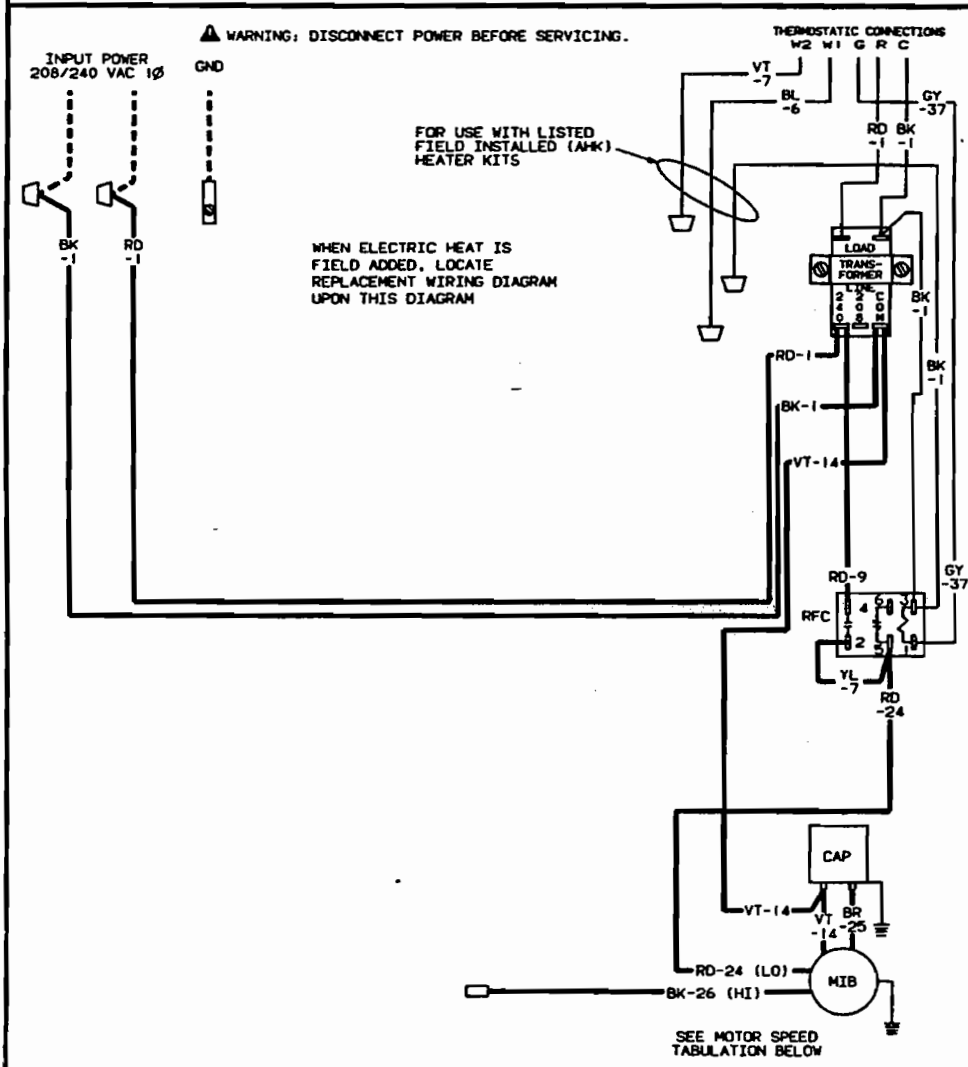 ⚠ WARNING: DISCONNECT POWER BEFORE SERVICING.
THERMOSTATIC CONNECTIONS
W2 W1 G R C
INPUT POWER
208/240 VAC 1Ø
GND
VT
-7
BL
-6
GY
-37
RD
-1
BK
-1
FOR USE WITH LISTED
FIELD INSTALLED (AHK)
HEATER KITS
BK
-1
RD
-1
WHEN ELECTRIC HEAT IS
FIELD ADDED, LOCATE
REPLACEMENT WIRING DIAGRAM
UPON THIS DIAGRAM
LOAD
TRANS-
FORMER
LINE
240
208
COM
BK
-1
BK
-1
RD-1
BK-1
VT-14
RD-9
GY
-37
RFC
4 6 3
2 5 1
YL
-7
RD
-24
CAP
VT-14
VT
-14
BR
-25
RD-24 (LO)
BK-26 (HI)
MIB
SEE MOTOR SPEED
TABULATION BELOW